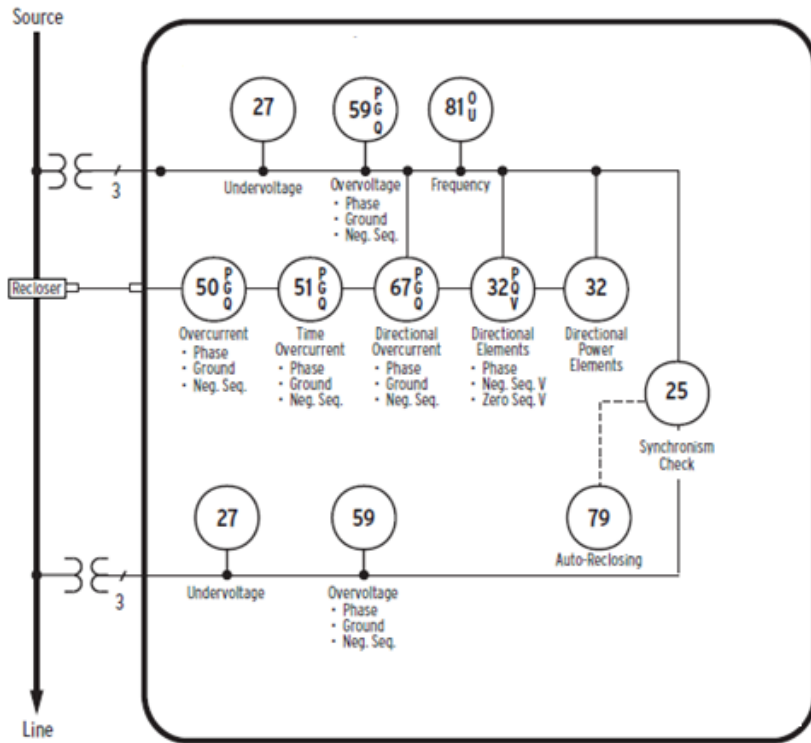 Source
27
59 P G Q
81 O U
3
Undervoltage
Overvoltage
• Phase
• Ground
• Neg. Seq.
Frequency
Recloser
50 P G Q
51 P G Q
67 P G Q
32 P Q V
32
Overcurrent
• Phase
• Ground
• Neg. Seq.
Time
Overcurrent
• Phase
• Ground
• Neg. Seq.
Directional
Overcurrent
• Phase
• Ground
• Neg. Seq.
Directional
Elements
• Phase
• Neg. Seq. V
• Zero Seq. V
Directional
Power
Elements
25
Synchronism
Check
27
59
79
Auto-Reclosing
3
Undervoltage
Overvoltage
• Phase
• Ground
• Neg. Seq.
Line